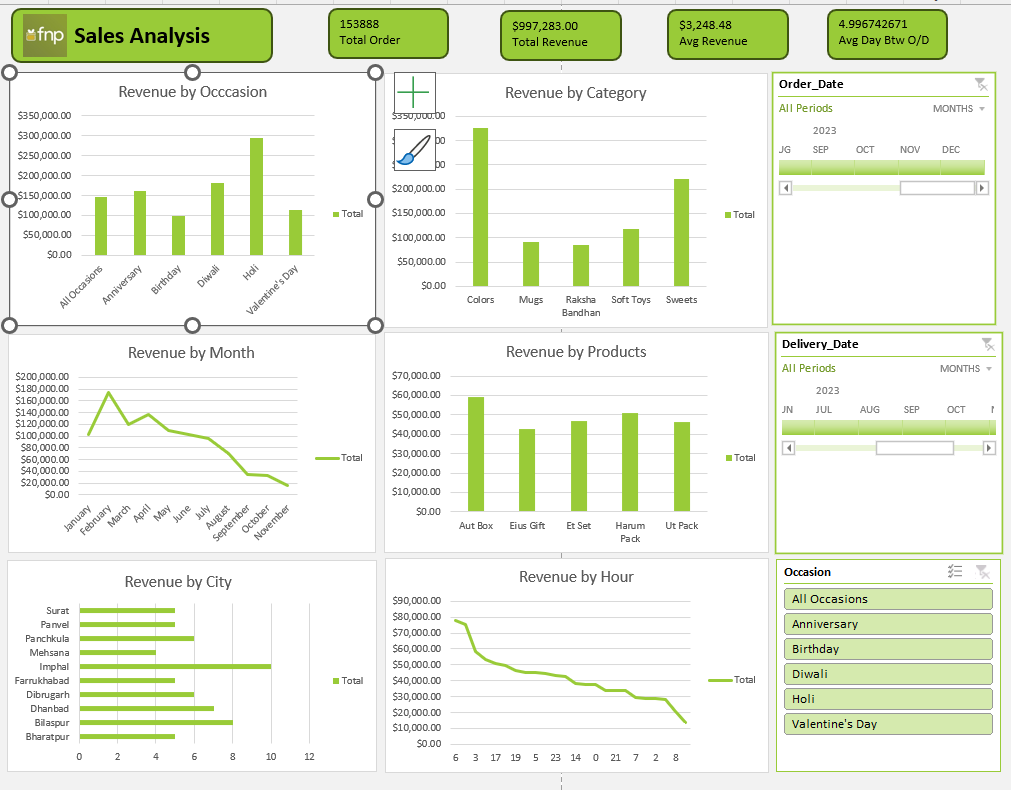 fnp
Sales Analysis
153888
Total Order
$997,283.00
Total Revenue
$3,248.48
Avg Revenue
4.996742671
Avg Day Btw O/D
Revenue by Occcasion
$350,000.00
$300,000.00
$250,000.00
$200,000.00
$150,000.00
$100,000.00
$50,000.00
$0.00
All Occasions
Anniversary
Birthday
Diwali
Holi
Valentine's Day
Total
Revenue by Category
$350,000.00
$200,000.00
$150,000.00
$100,000.00
$50,000.00
$0.00
Colors
Mugs
Raksha
Bandhan
Soft Toys
Sweets
Total
Order_Date
All Periods
MONTHS
2023
JG SEP OCT NOV DEC
Revenue by Month
$200,000.00
$180,000.00
$160,000.00
$140,000.00
$120,000.00
$100,000.00
$80,000.00
$60,000.00
$40,000.00
$20,000.00
$0.00
January
February
March
April
May
June
July
August
September
October
November
Total
Revenue by Products
$70,000.00
$60,000.00
$50,000.00
$40,000.00
$30,000.00
$20,000.00
$10,000.00
$0.00
Aut Box
Eius Gift
Et Set
Harum
Pack
Ut Pack
Total
Delivery_Date
All Periods
MONTHS
2023
JN JUL AUG SEP OCT
Revenue by City
Surat
Panvel
Panchkula
Mehsana
Imphal
Farrukhabad
Dibrugarh
Dhanbad
Bilaspur
Bharatpur
0 2 4 6 8 10 12
Total
Revenue by Hour
$90,000.00
$80,000.00
$70,000.00
$60,000.00
$50,000.00
$40,000.00
$30,000.00
$20,000.00
$10,000.00
$0.00
6 3 17 19 5 23 14 0 21 7 2 8
Total
Occasion
All Occasions
Anniversary
Birthday
Diwali
Holi
Valentine's Day